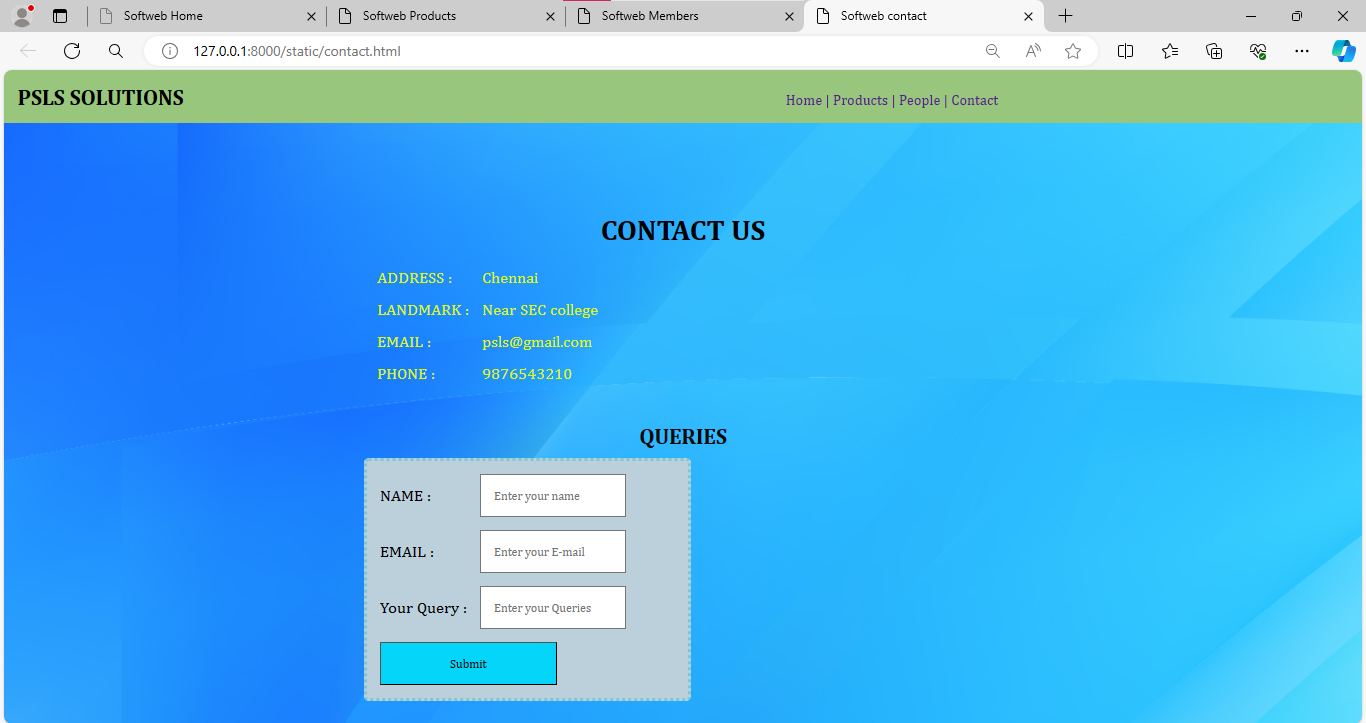 Softweb Home
Softweb Products
Softweb Members
Softweb contact
127.0.0.1:8000/static/contact.html
PSLS SOLUTIONS
Home | Products | People | Contact
CONTACT US
ADDRESS : Chennai
LANDMARK : Near SEC college
EMAIL : psls@gmail.com
PHONE : 9876543210
QUERIES
NAME : Enter your name
EMAIL : Enter your E-mail
Your Query : Enter your Queries
Submit